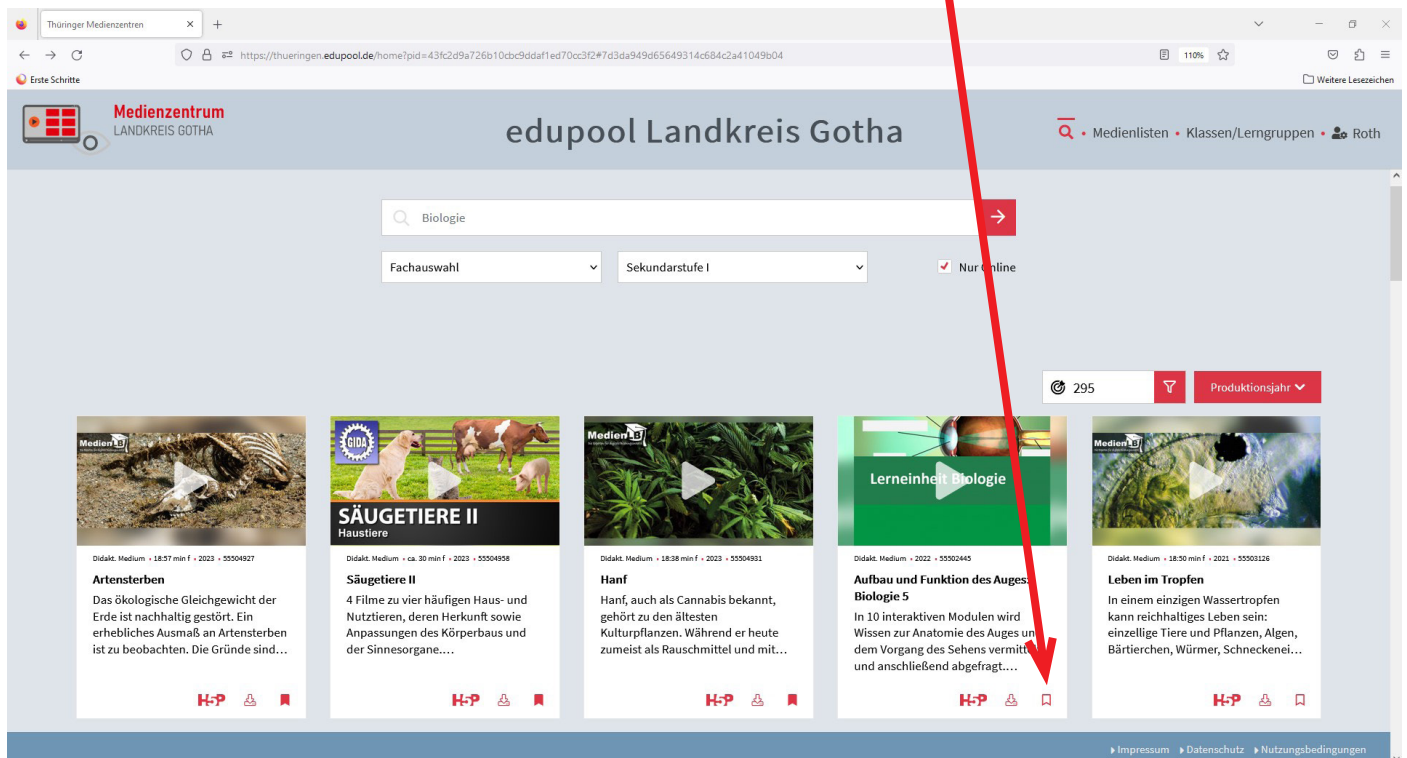 Thüringer Medienzentren
https://thueringen.edupool.de/home?pid=43fc2d9a726b10cbc9ddaf1ed70cc3f2#7d3da949d65649314c684c2a41049b04
110%
Erste Schritte
Weitere Lesezeichen
Medienzentrum
LANDKREIS GOTHA
edupool Landkreis Gotha
• Medienlisten • Klassen/Lerngruppen • Roth
Biologie
Fachauswahl
Sekundarstufe I
Nur Online
295
Produktionsjahr
MedienLB
Didakt. Medium • 18:57 min f • 2023 • 55504927
Artensterben
Das ökologische Gleichgewicht der
Erde ist nachhaltig gestört. Ein
erhebliches Ausmaß an Artensterben
ist zu beobachten. Die Gründe sind…
H5P
GIDA
SÄUGETIERE II
Haustiere
Didakt. Medium • ca. 30 min f • 2023 • 55504958
Säugetiere II
4 Filme zu vier häufigen Haus- und
Nutztieren, deren Herkunft sowie
Anpassungen des Körperbaus und
der Sinnesorgane.…
H5P
MedienLB
Didakt. Medium • 18:38 min f • 2023 • 55504931
Hanf
Hanf, auch als Cannabis bekannt,
gehört zu den ältesten
Kulturpflanzen. Während er heute
zumeist als Rauschmittel und mit…
H5P
Lerneinheit Biologie
Didakt. Medium • 2022 • 55502445
Aufbau und Funktion des Auges:
Biologie 5
In 10 interaktiven Modulen wird
Wissen zur Anatomie des Auges und
dem Vorgang des Sehens vermittelt
und anschließend abgefragt.…
H5P
MedienLB
Didakt. Medium • 18:50 min f • 2021 • 55503126
Leben im Tropfen
In einem einzigen Wassertropfen
kann reichhaltiges Leben sein:
einzellige Tiere und Pflanzen, Algen,
Bärtierchen, Würmer, Schneckenei…
H5P
Impressum Datenschutz Nutzungsbedingungen